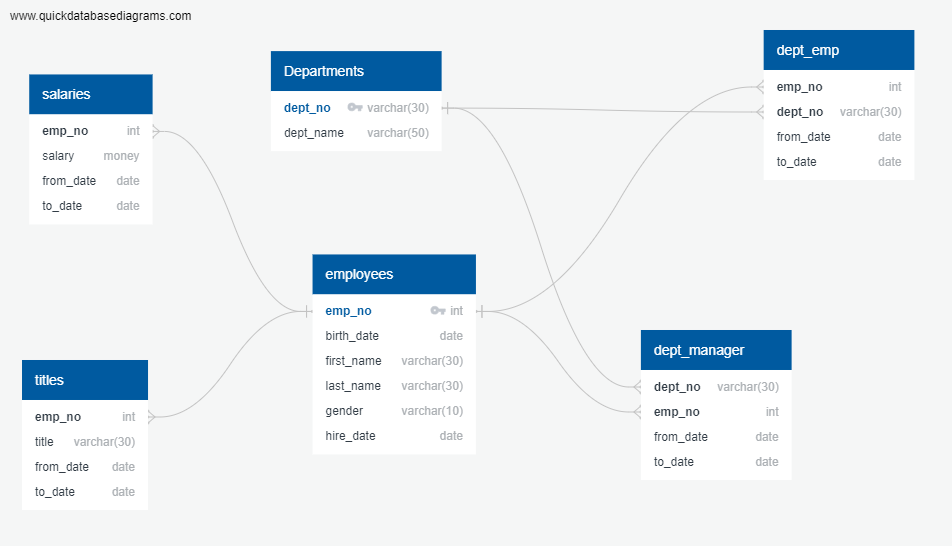 www.quickdatabasediagrams.com
salaries
emp_no int
salary money
from_date date
to_date date
Departments
dept_no varchar(30)
dept_name varchar(50)
dept_emp
emp_no int
dept_no varchar(30)
from_date date
to_date date
employees
emp_no int
birth_date date
first_name varchar(30)
last_name varchar(30)
gender varchar(10)
hire_date date
titles
emp_no int
title varchar(30)
from_date date
to_date date
dept_manager
dept_no varchar(30)
emp_no int
from_date date
to_date date